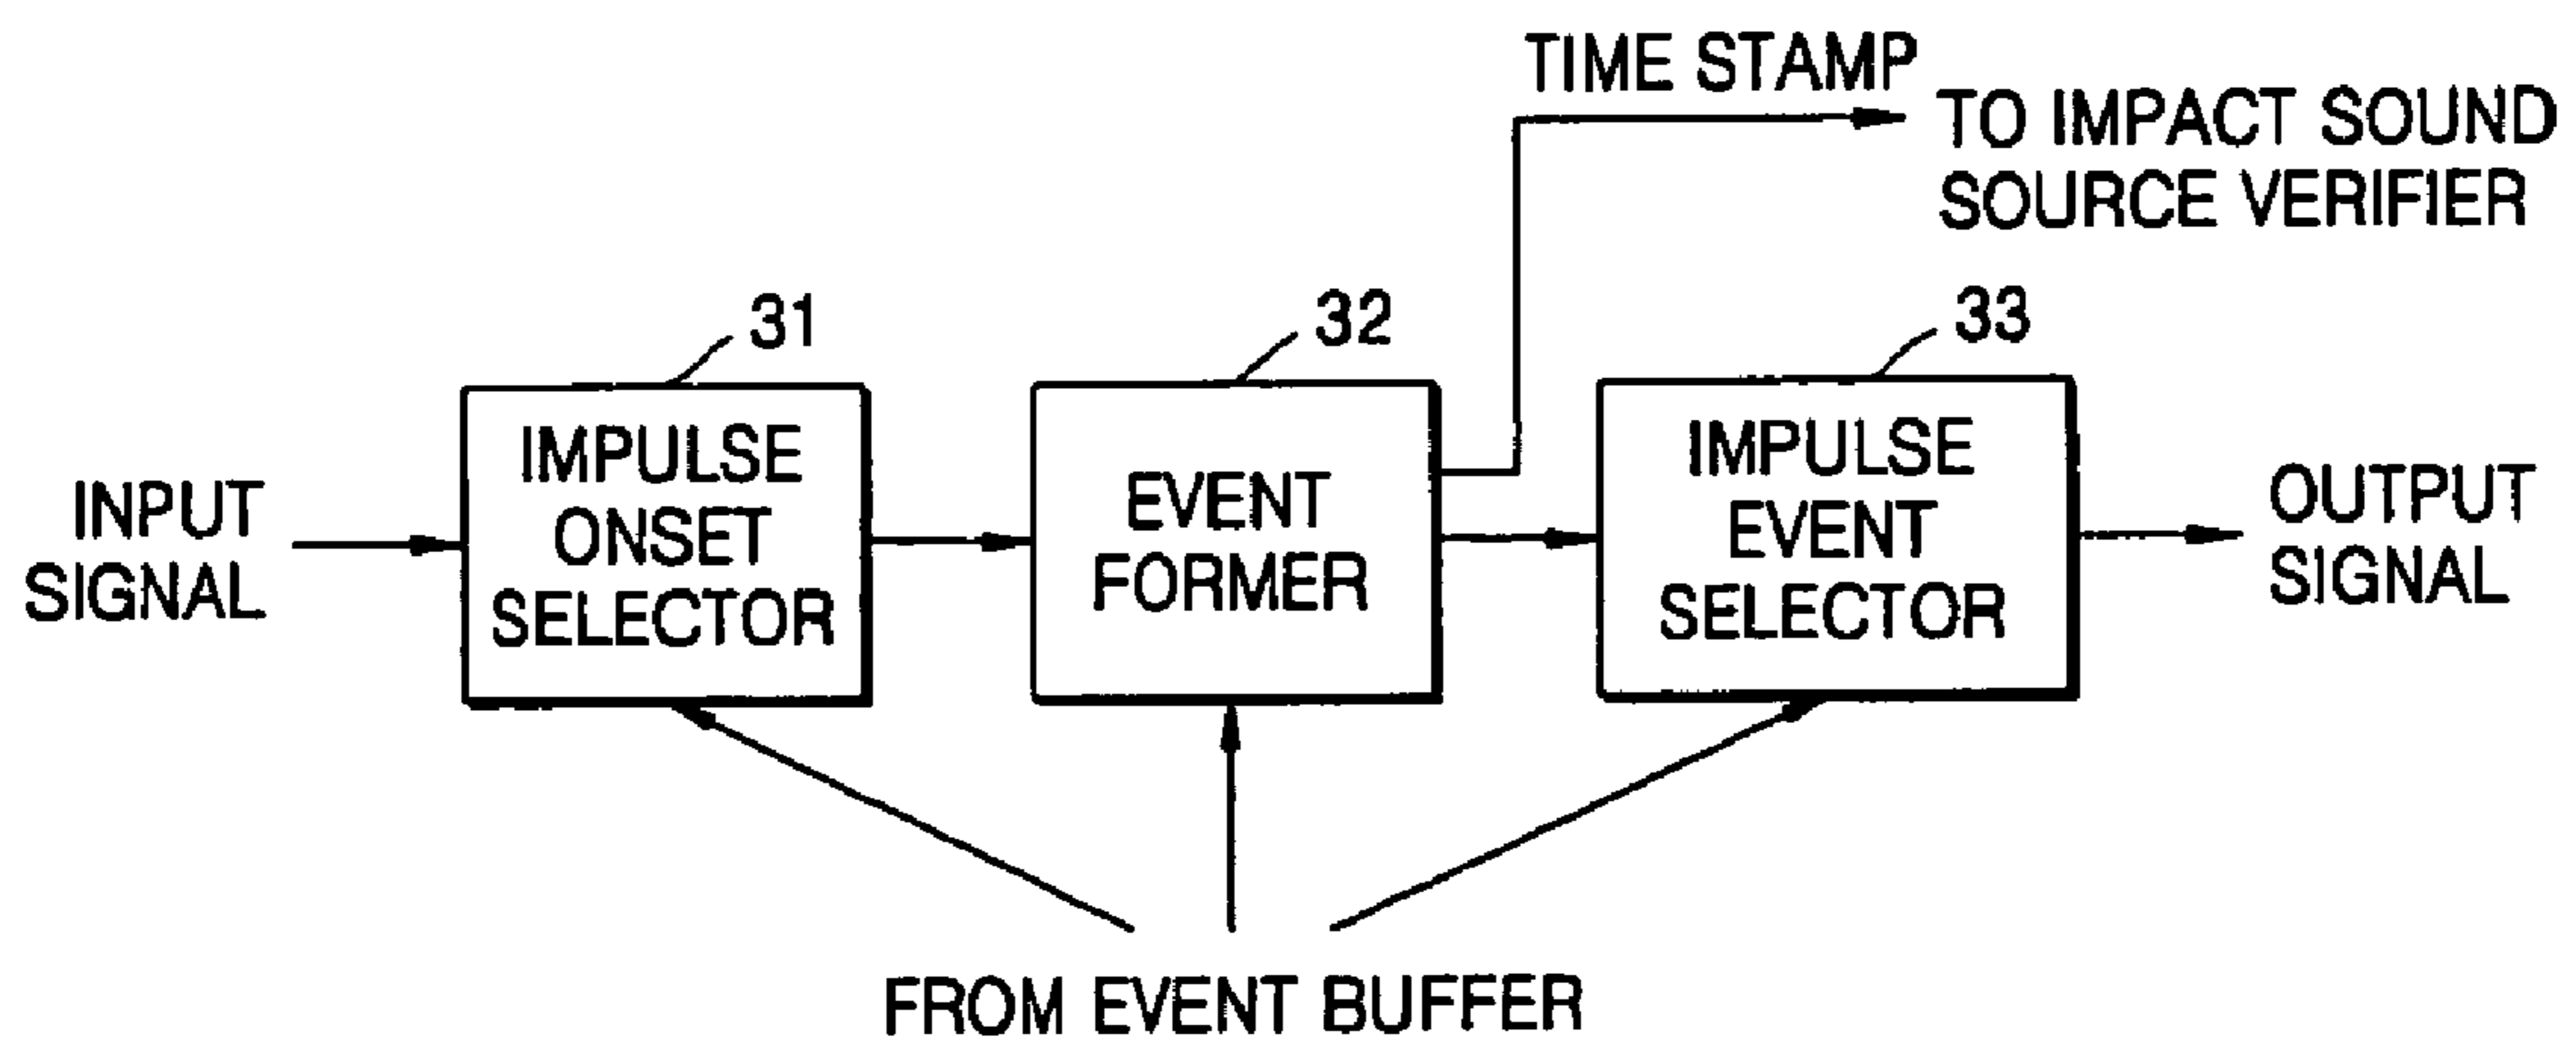 TIME STAMP
TO IMPACT SOUND
SOURCE VERIFIER
31
32
33
INPUT
SIGNAL
IMPULSE
ONSET
SELECTOR
EVENT
FORMER
IMPULSE
EVENT
SELECTOR
OUTPUT
SIGNAL
FROM EVENT BUFFER